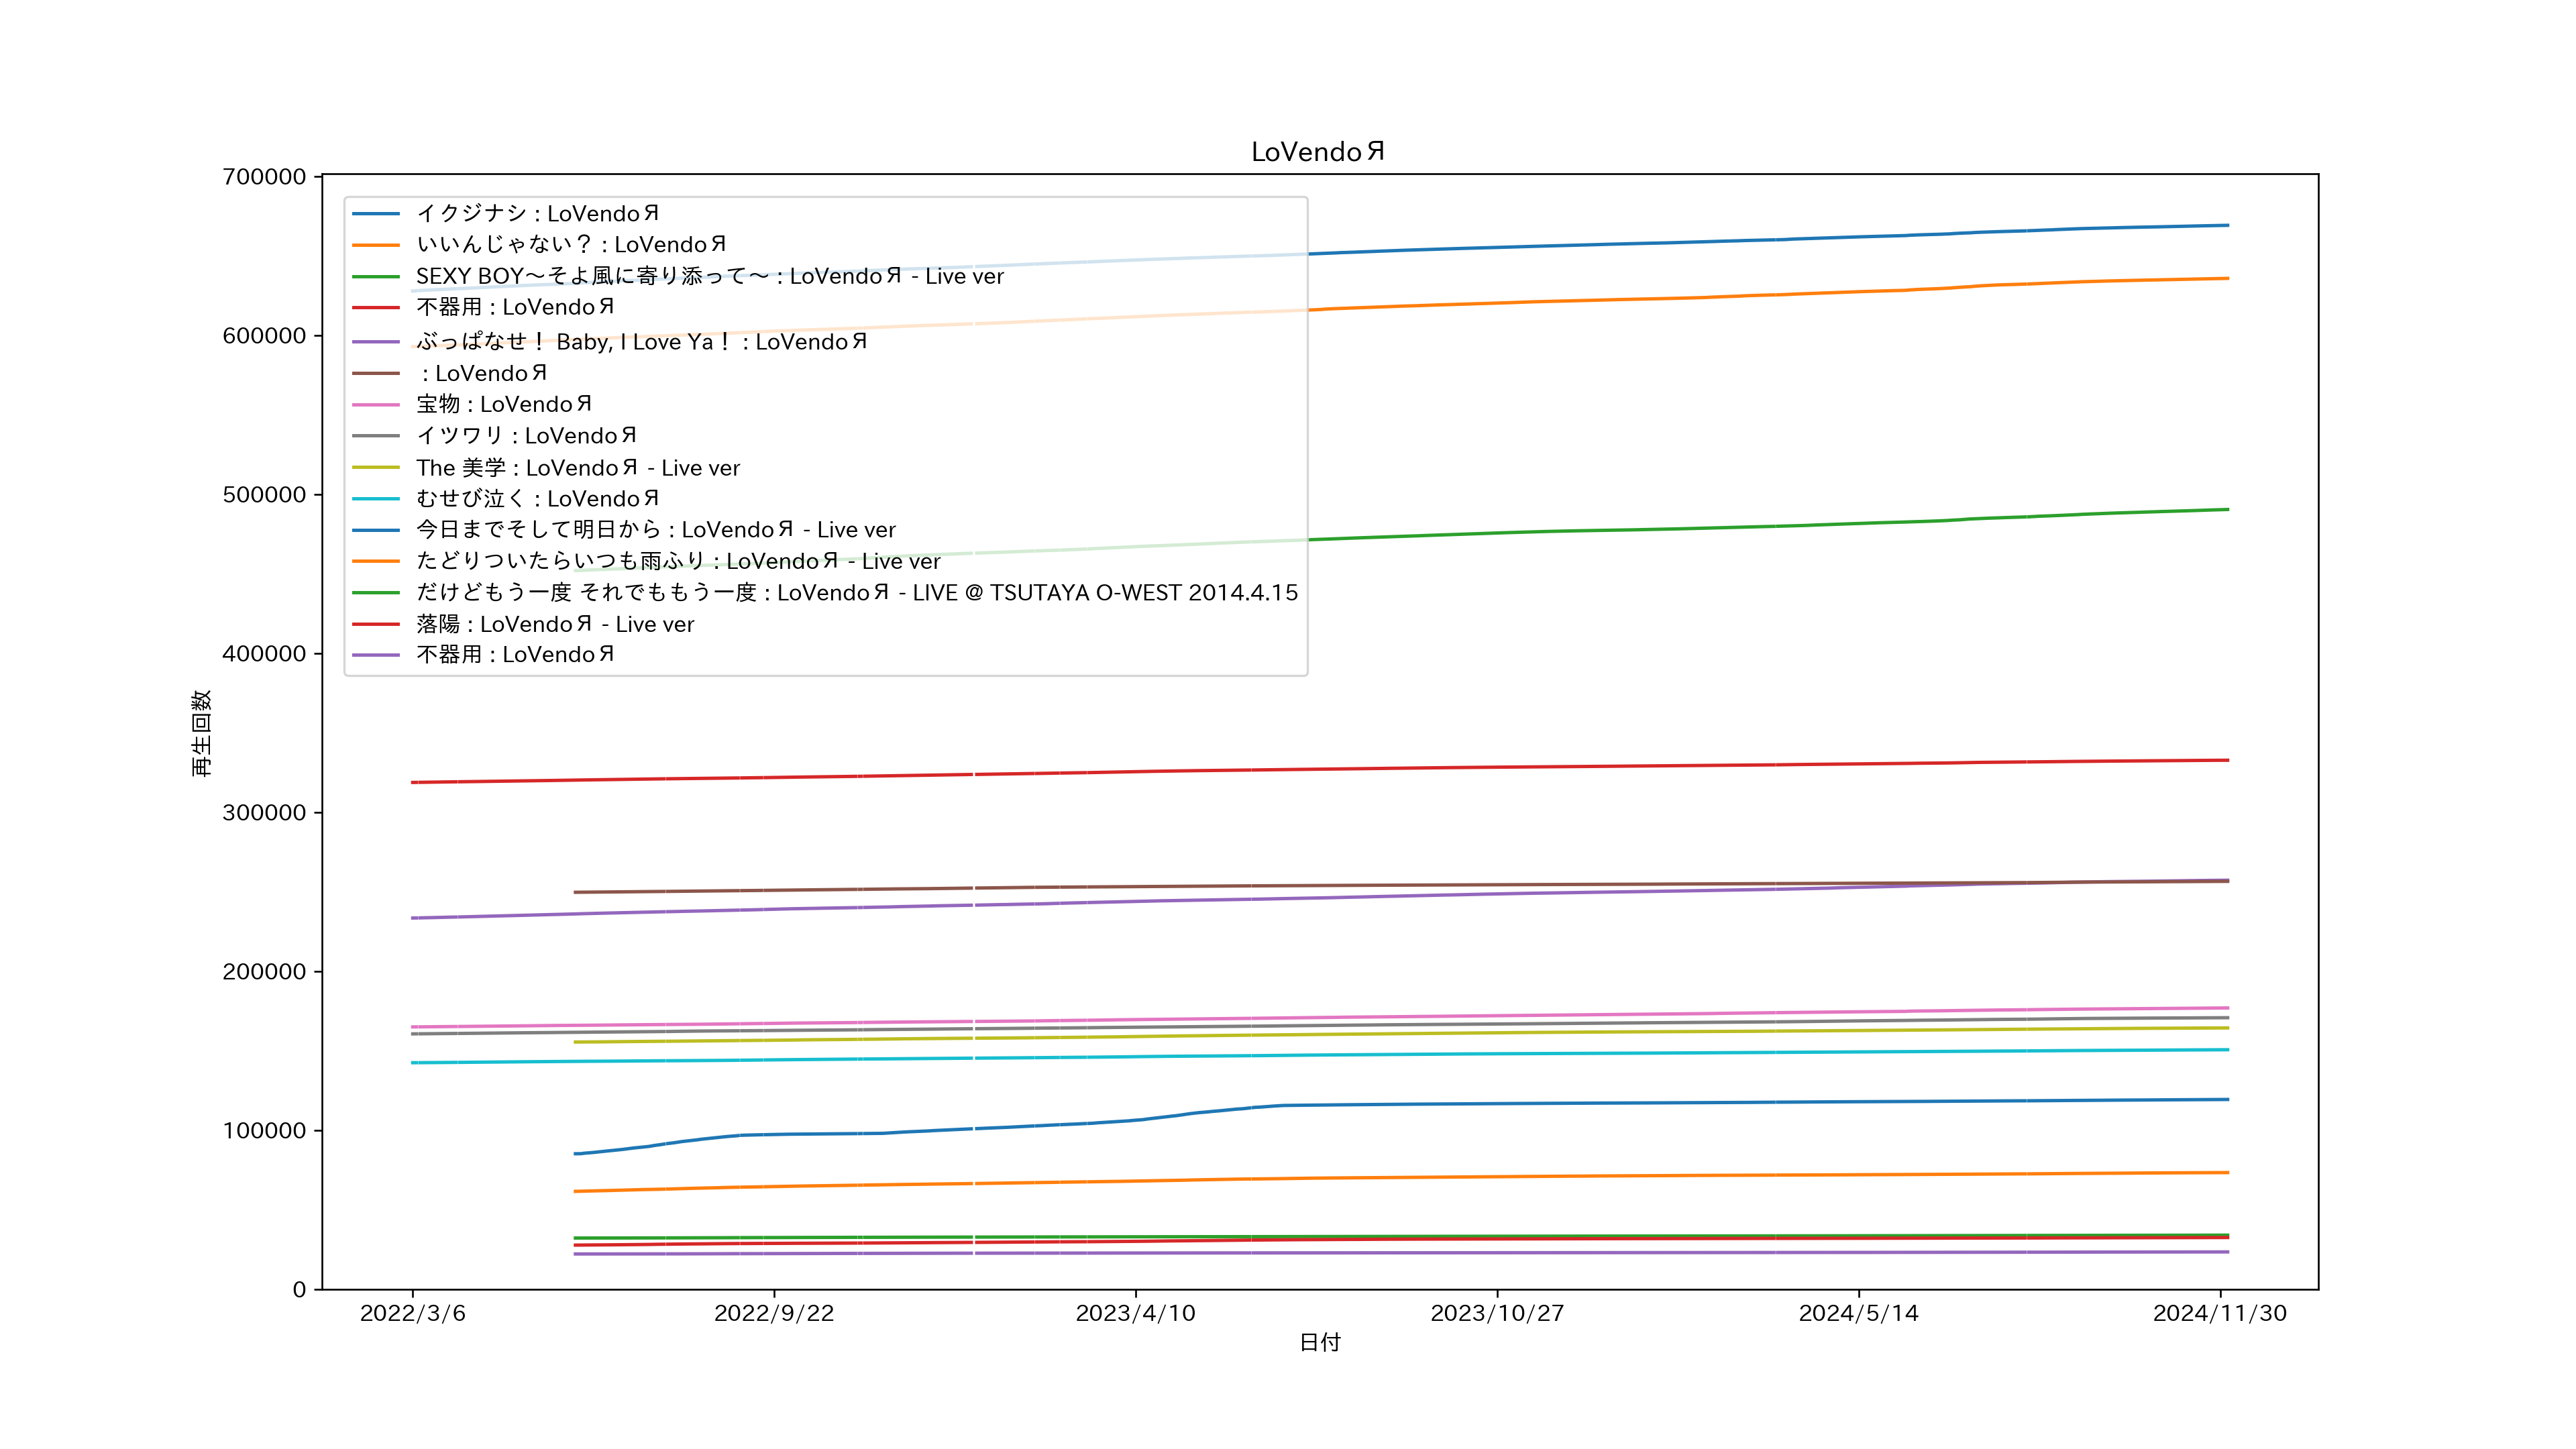 LoVendoЯ
700000
600000
500000
400000
300000
200000
100000
0
再生回数
イクジナシ : LoVendoЯ
いいんじゃない？ : LoVendoЯ
SEXY BOY～そよ風に寄り添って～ : LoVendoЯ - Live ver
不器用 : LoVendoЯ
ぶっぱなせ！ Baby, I Love Ya！ : LoVendoЯ
: LoVendoЯ
宝物 : LoVendoЯ
イツワリ : LoVendoЯ
The 美学 : LoVendoЯ - Live ver
むせび泣く : LoVendoЯ
今日までそして明日から : LoVendoЯ - Live ver
たどりついたらいつも雨ふり : LoVendoЯ - Live ver
だけどもう一度 それでももう一度 : LoVendoЯ - LIVE @ TSUTAYA O-WEST 2014.4.15
落陽 : LoVendoЯ - Live ver
不器用 : LoVendoЯ
2022/3/6 2022/9/22 2023/4/10 2023/10/27 2024/5/14 2024/11/30
日付